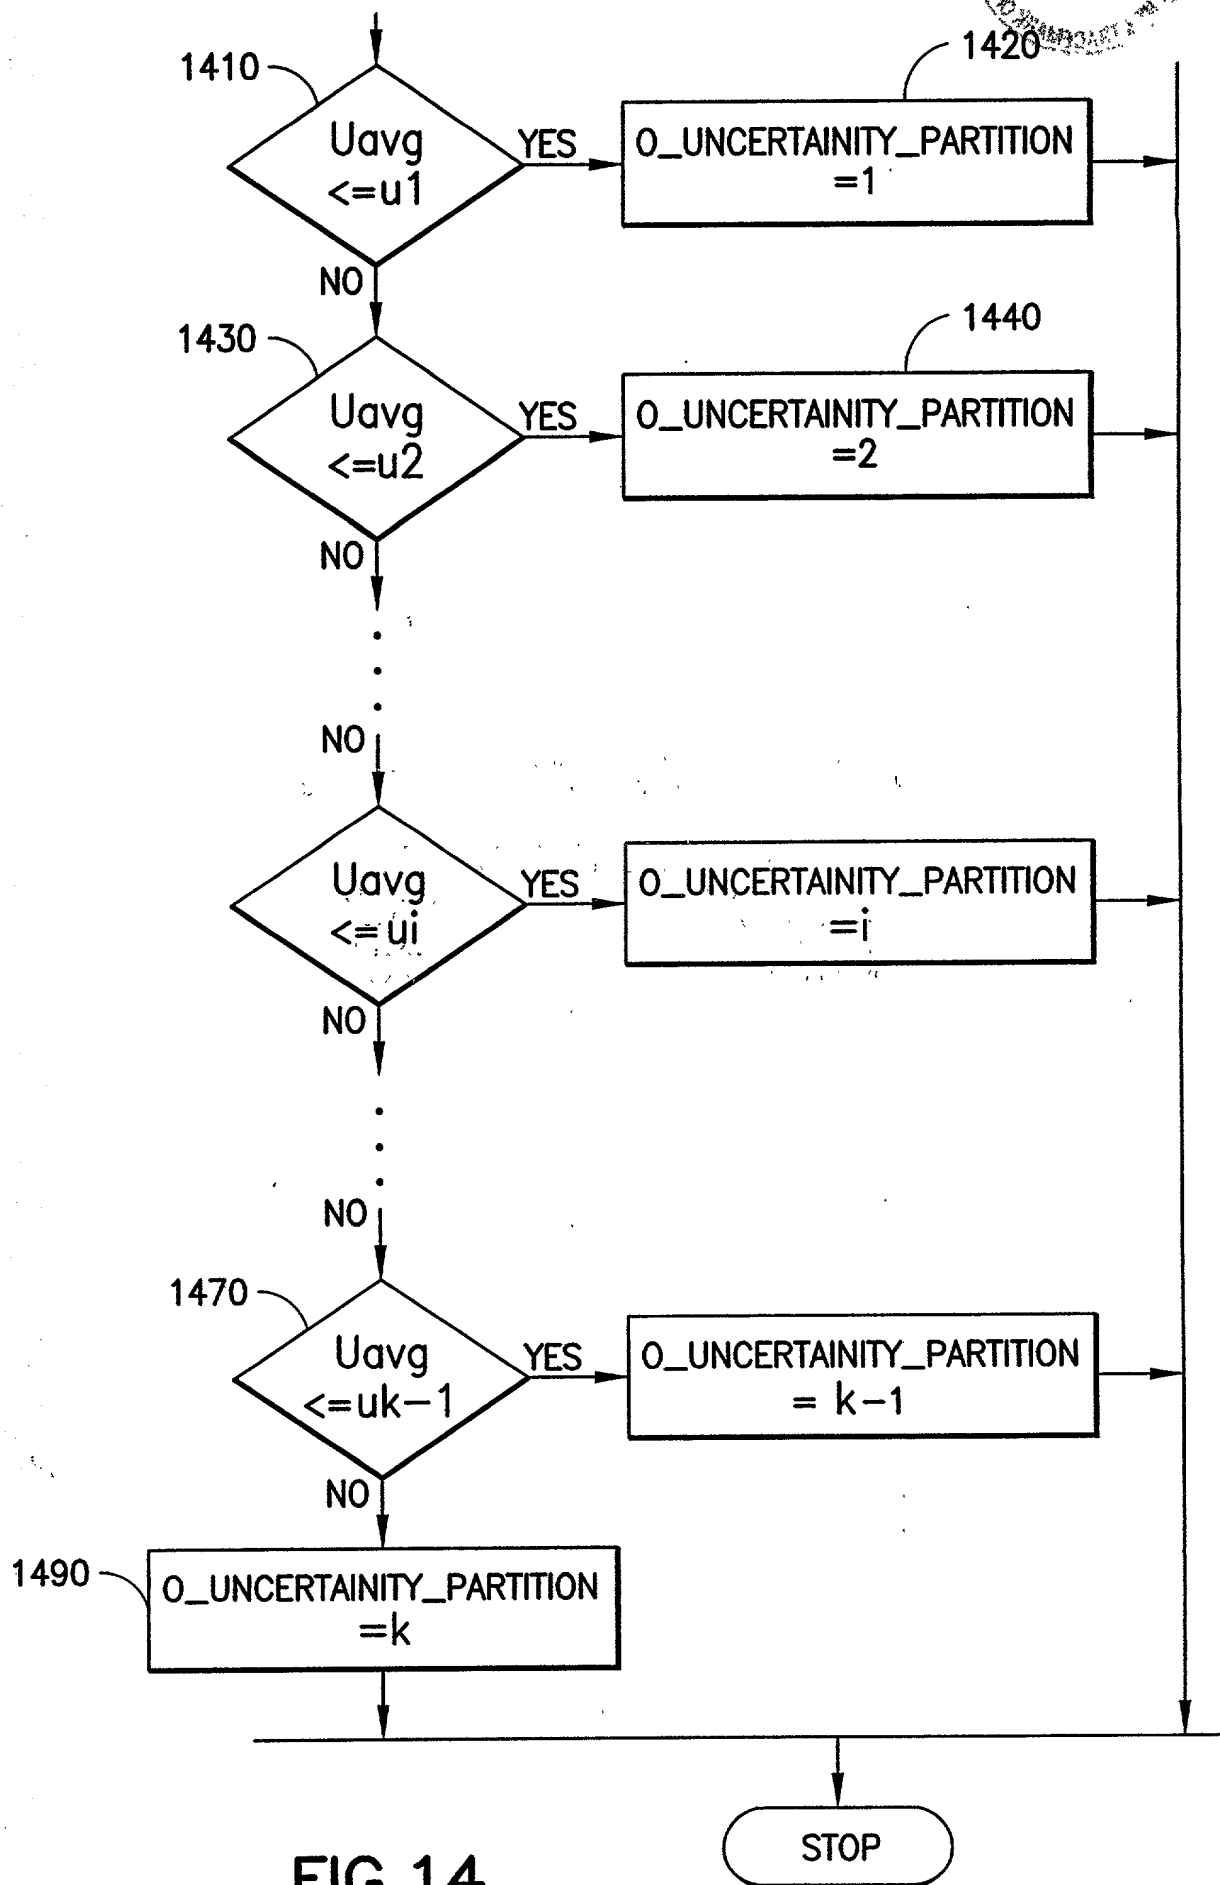 1410
Uavg
<=u1
YES
1420
O_UNCERTAINITY_PARTITION
=1
NO
1430
Uavg
<=u2
YES
1440
O_UNCERTAINITY_PARTITION
=2
NO
NO
Uavg
<=ui
YES
O_UNCERTAINITY_PARTITION
=i
NO
NO
1470
Uavg
<=uk-1
YES
O_UNCERTAINITY_PARTITION
= k-1
NO
1490
O_UNCERTAINITY_PARTITION
=k
STOP
FIG.14